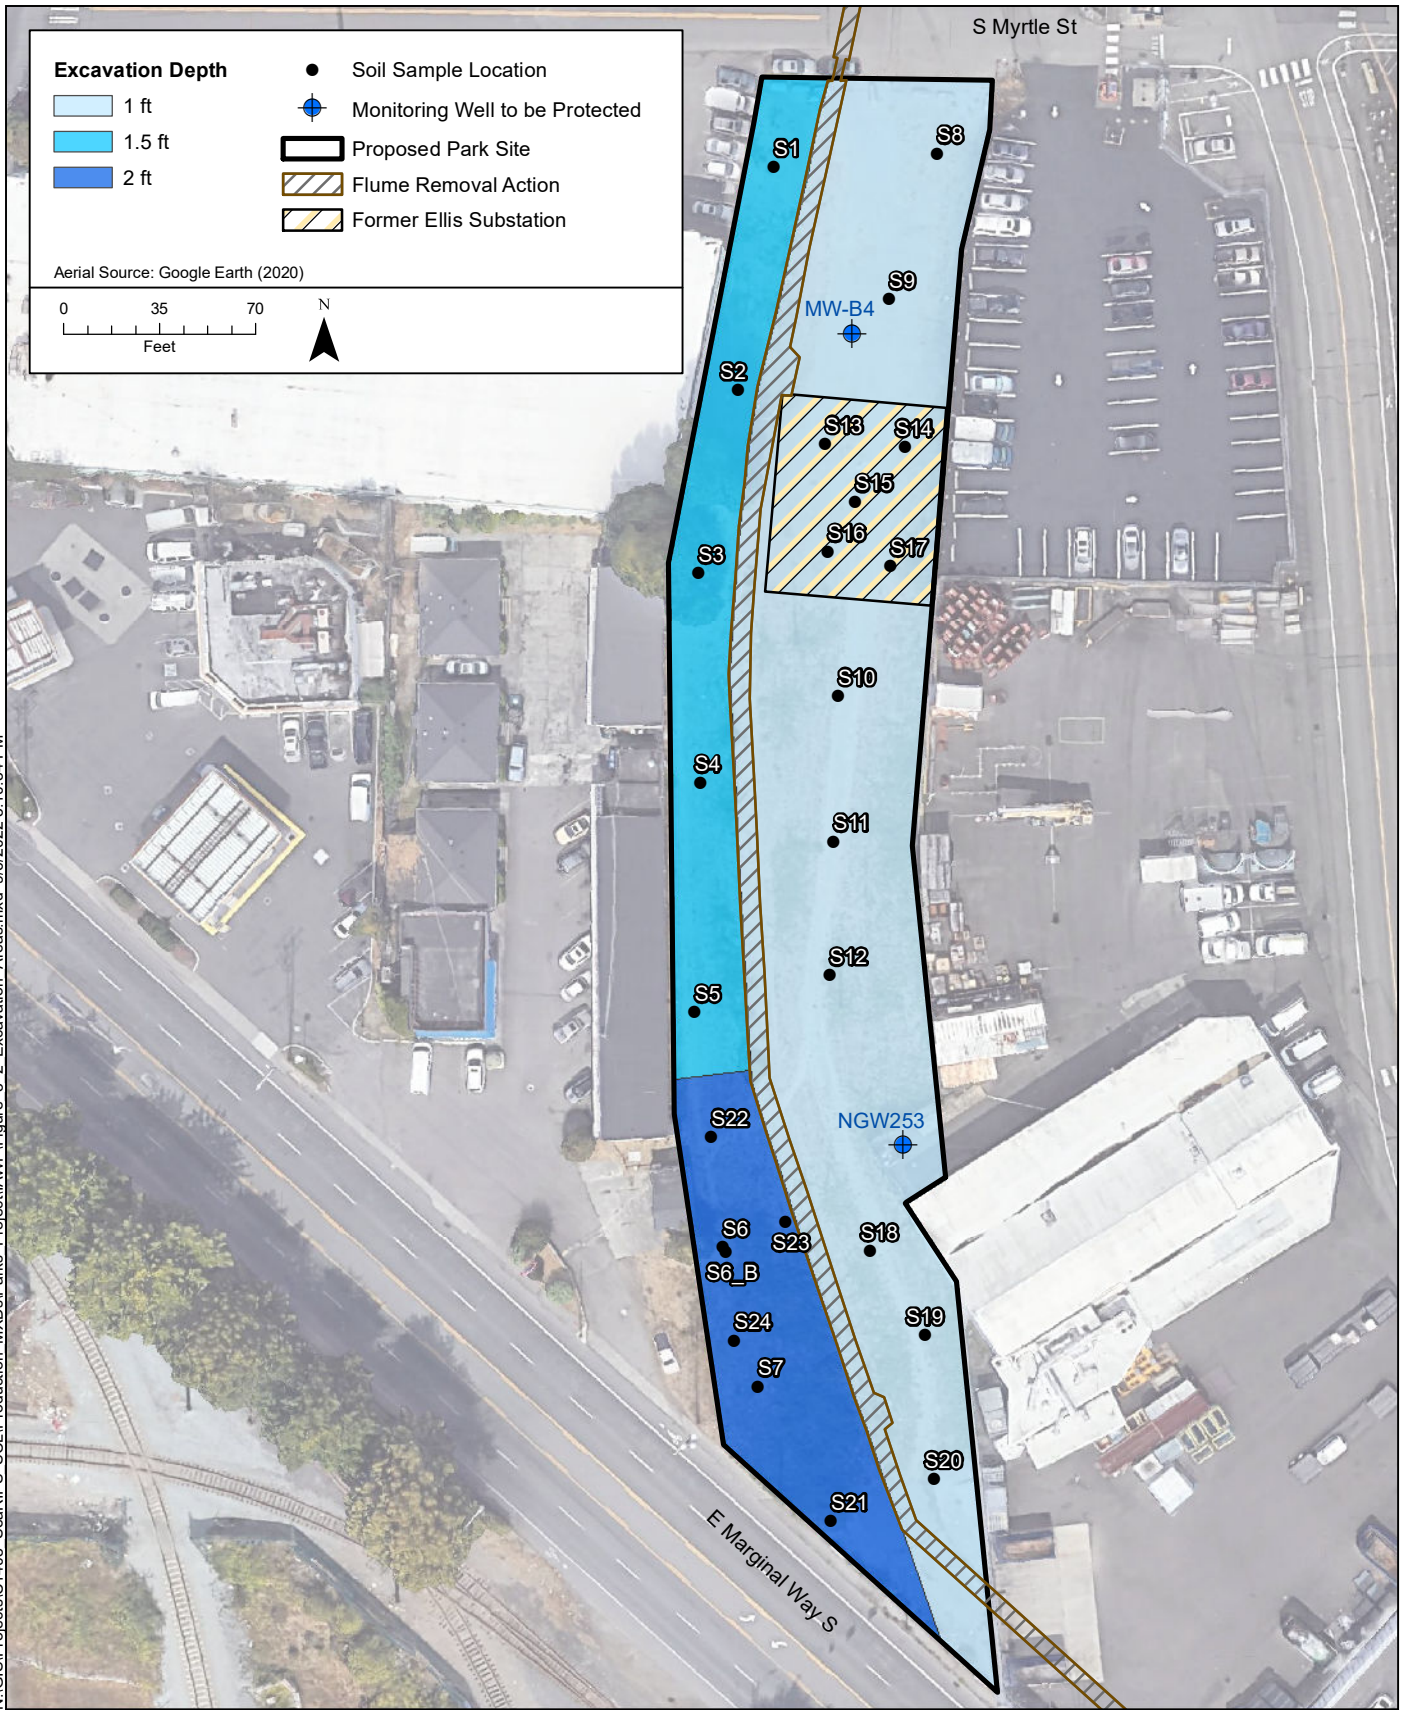 S Myrtle St
Excavation Depth
1 ft
1.5 ft
2 ft
Soil Sample Location
Monitoring Well to be Protected
Proposed Park Site
Flume Removal Action
Former Ellis Substation
Aerial Source: Google Earth (2020)
0 35 70
Feet
N
S1
S8
S9
MW-B4
S2
S13
S14
S15
S16
S17
S3
S10
S4
S11
S12
S5
S22
NGW253
S6
S23
S18
S6_B
S24
S19
S7
S20
S21
E Marginal Way S